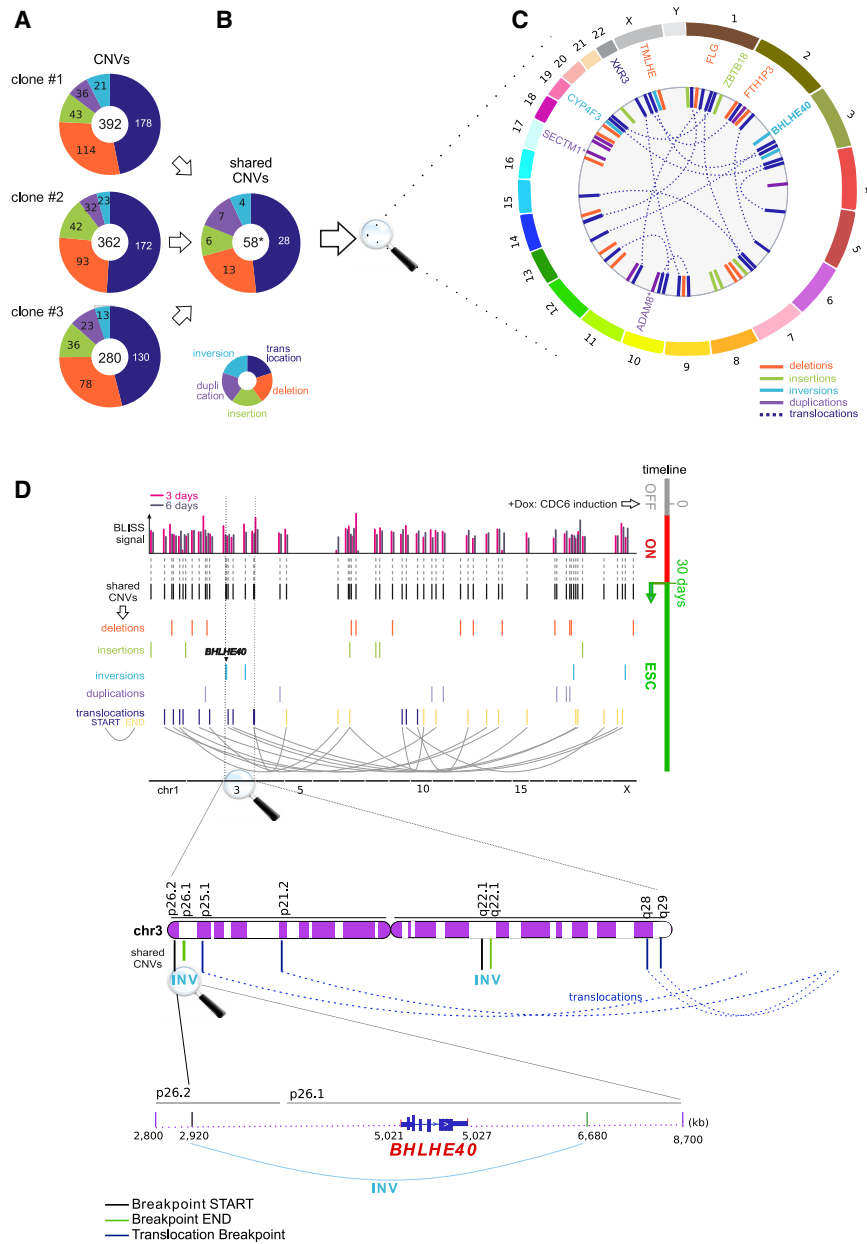 A
B
C
CNVs
clone #1
36
21
43
392
178
114
clone #2
32
23
42
362
172
93
clone #3
23
13
36
280
130
78
shared
CNVs
7
4
6
58*
28
13
inversion
trans
location
dupli
cation
deletion
insertion
X
Y
1
2
3
5
6
7
8
9
10
11
12
13
14
15
16
17
18
19
20
21
22
XKR3
TMLHE
FLG
ZBTB18
FTH1P3
BHLHE40
CYP4F3
SECTM1*
ADAM8*
deletions
insertions
inversions
duplications
translocations
D
3 days
6 days
BLISS
signal
+Dox: CDC6 induction
timeline
OFF
0
ON
30 days
ESC
shared
CNVs
deletions
insertions
BHLHE40
inversions
duplications
translocations
START END
chr1
3
5
10
15
X
p26.2
p26.1
p25.1
p21.2
q22.1
q22.1
q28
q29
chr3
shared
CNVs
INV
INV
translocations
p26.2
p26.1
2,800
2,920
5,021
5,027
6,680
8,700
(kb)
BHLHE40
INV
Breakpoint START
Breakpoint END
Translocation Breakpoint